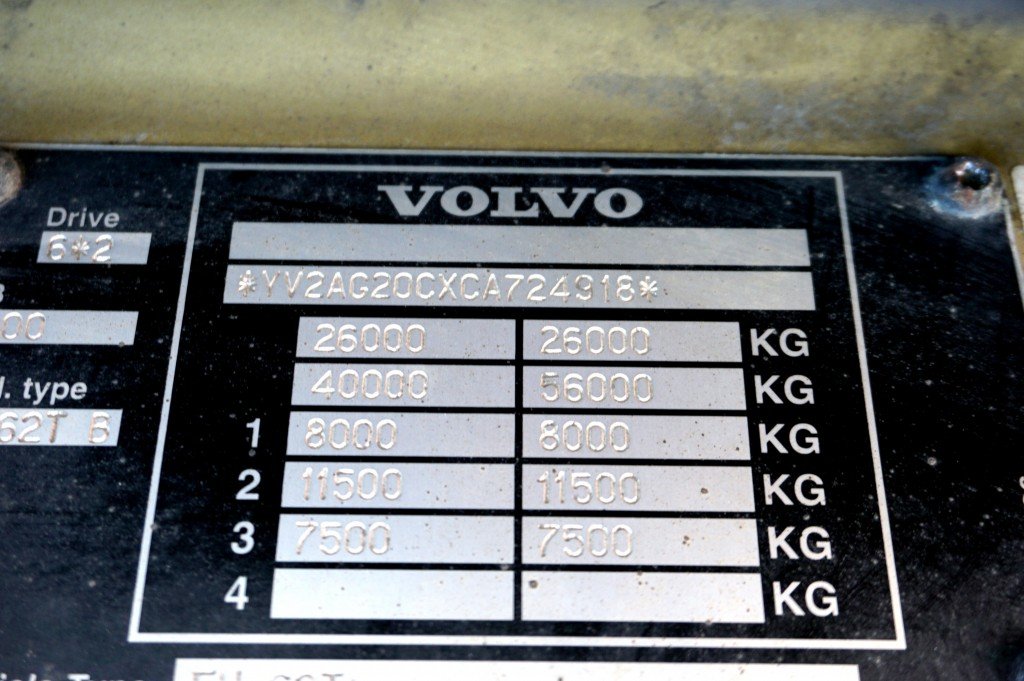 VOLVO
Drive
6*2
*YV2AG20CXCA724918*
00
26000 26000 KG
40000 56000 KG
type
62T B
1 8000 8000 KG
2 11500 11500 KG
3 7500 7500 KG
4 KG